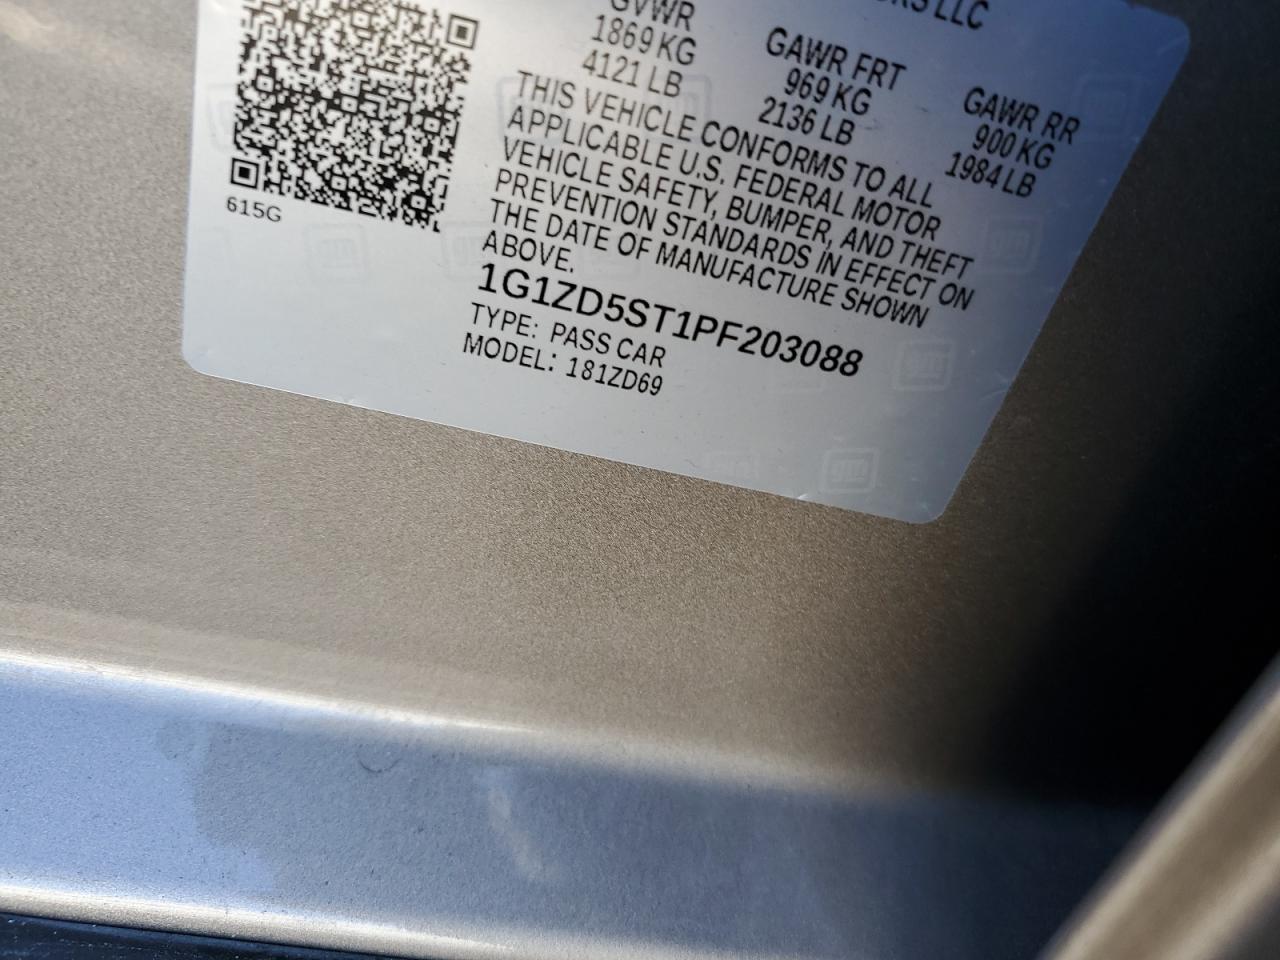 ORS LLC
GVWR
1869 KG
4121 LB
GAWR FRT
969 KG
2136 LB
GAWR RR
900 KG
1984 LB
THIS VEHICLE CONFORMS TO ALL
APPLICABLE U.S. FEDERAL MOTOR
VEHICLE SAFETY, BUMPER, AND THEFT
PREVENTION STANDARDS IN EFFECT ON
THE DATE OF MANUFACTURE SHOWN
ABOVE.
1G1ZD5ST1PF203088
TYPE: PASS CAR
MODEL: 181ZD69
615G